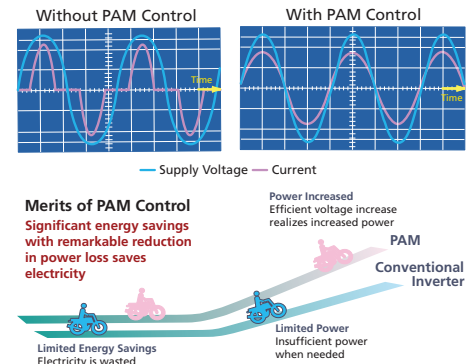 Without PAM Control
With PAM Control
Time
Time
Supply Voltage
Current
Merits of PAM Control
Significant energy savings
with remarkable reduction
in power loss saves
electricity
Power Increased
Efficient voltage increase
realizes increased power
PAM
Conventional
Inverter
Limited Energy Savings
Electricity is wasted
Limited Power
Insufficient power
when needed